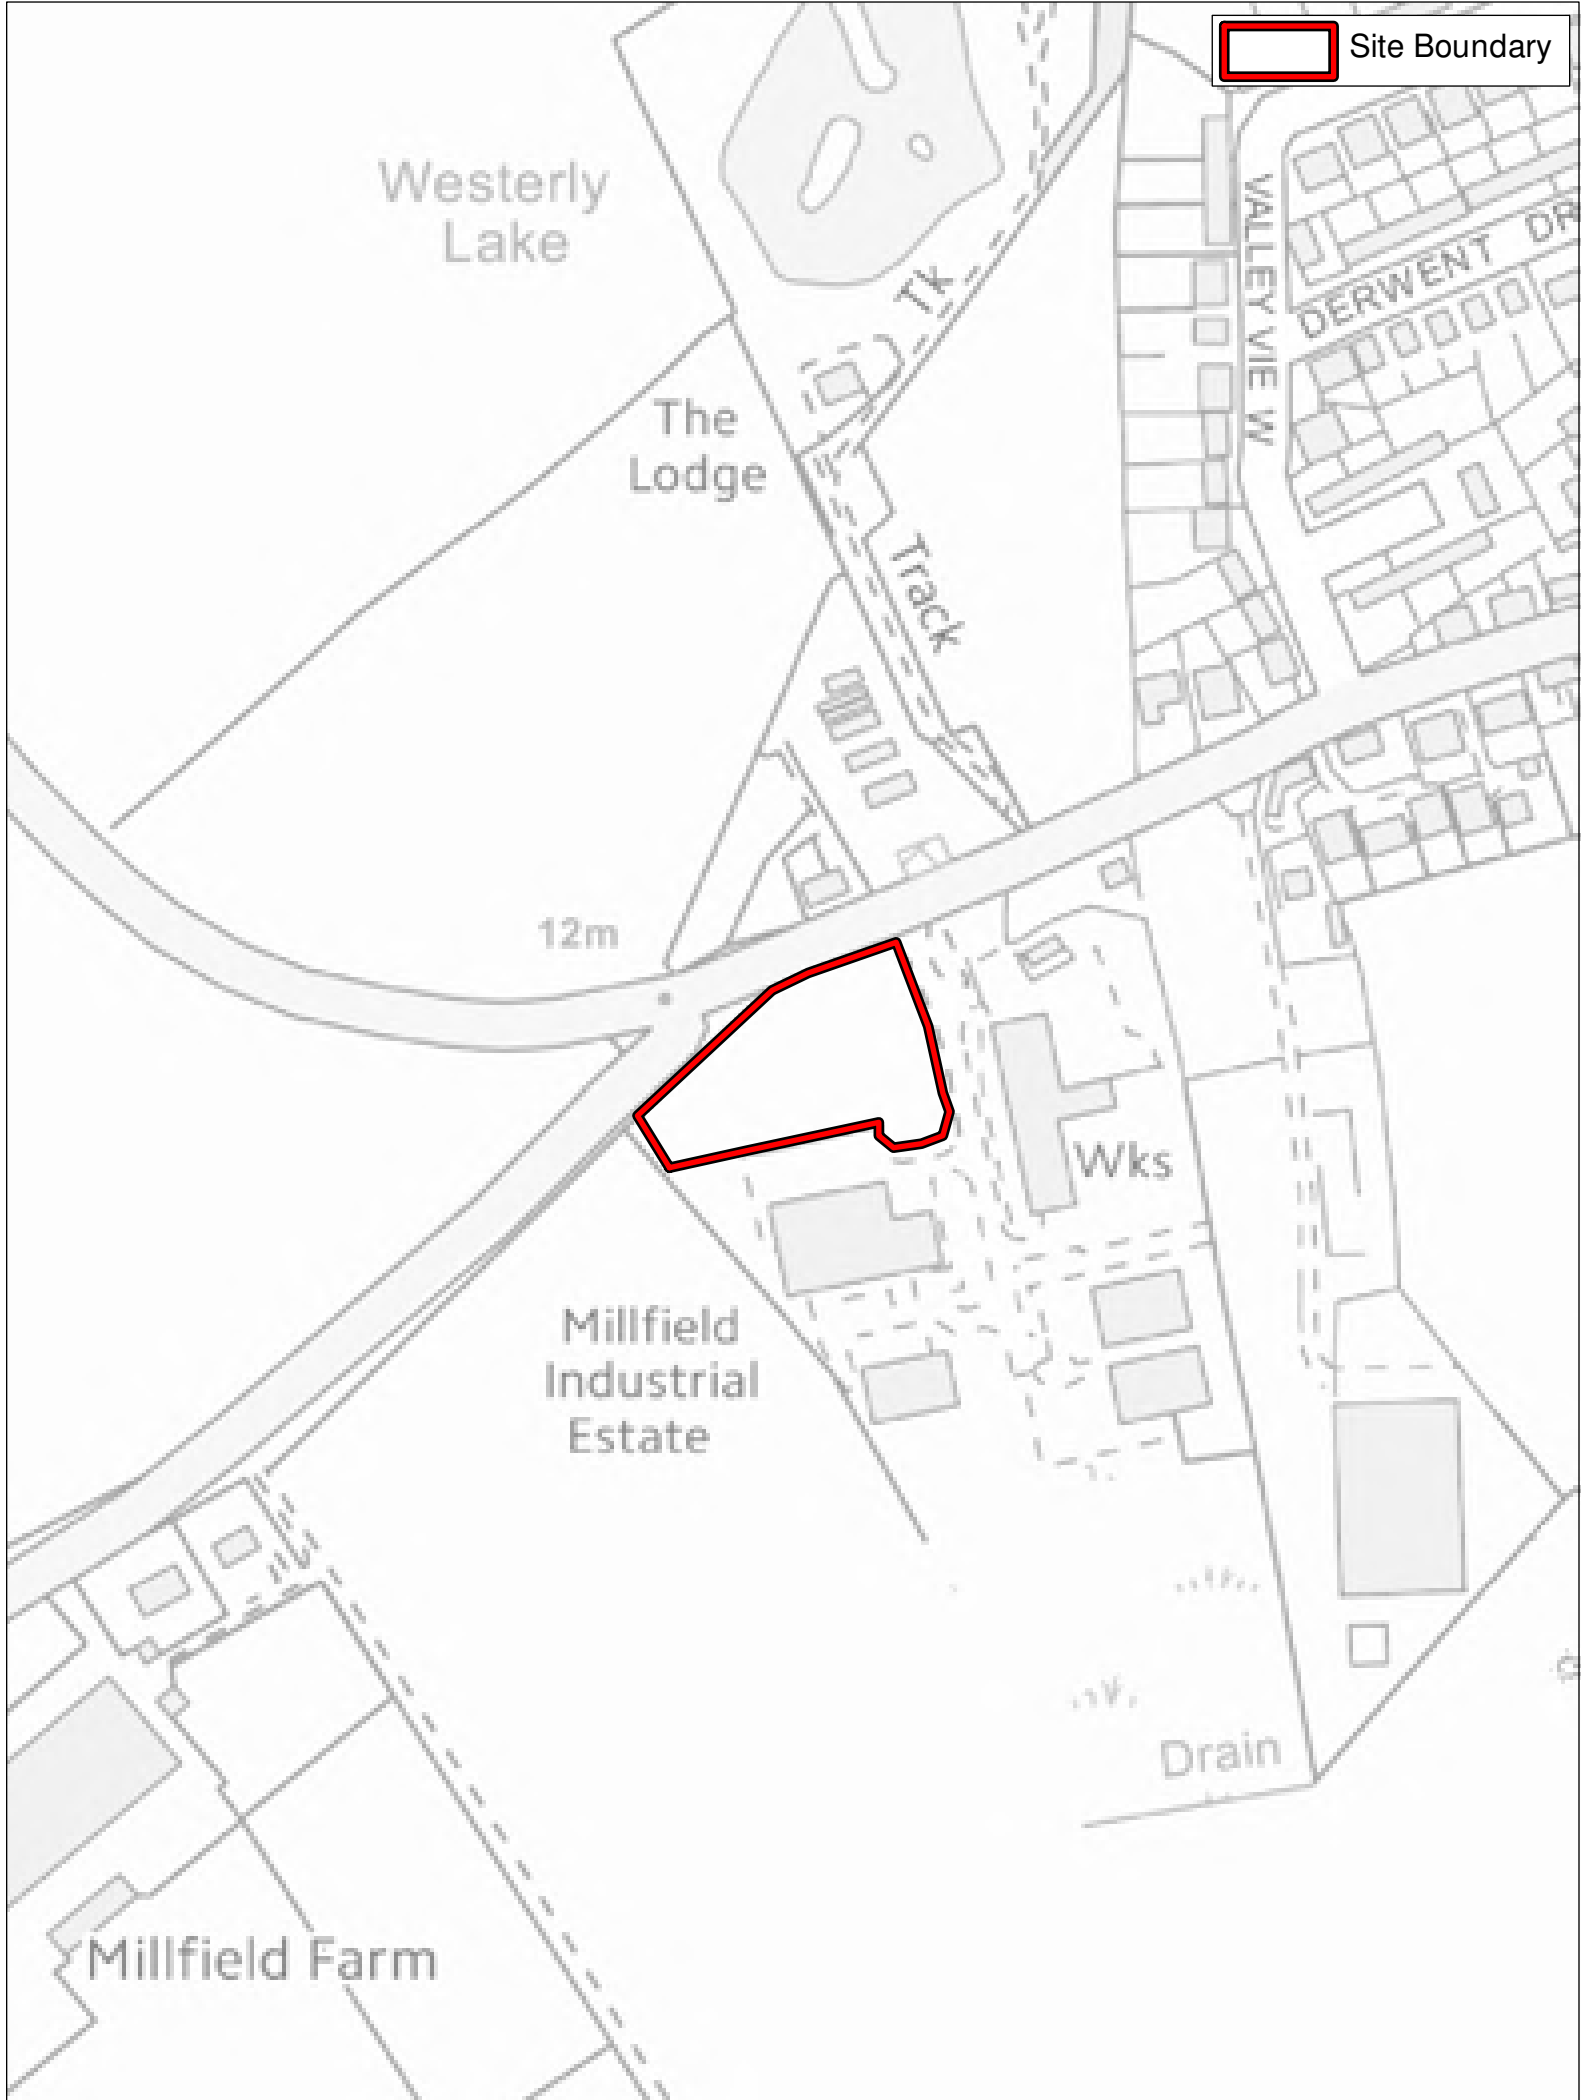 Site Boundary
Westerly
Lake
VALLEY VIE W
DERWENT DR
Tk
The
Lodge
Track
12m
Wks
Millfield
Industrial
Estate
Drain
Millfield Farm